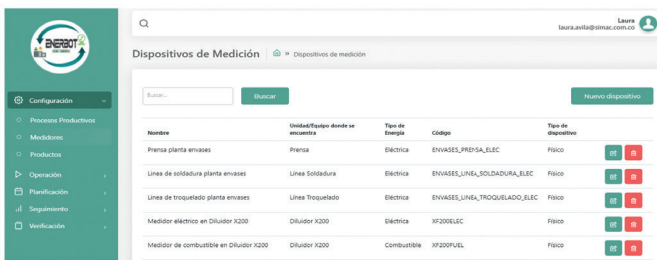 ENERBOT
Laura
laura.avila@simac.com.co
Dispositivos de Medición
» Dispositivos de medición
Configuración
Procesos Productivos
Medidores
Productos
Operación
Planificación
Seguimiento
Verificación
Buscar...
Buscar
Nuevo dispositivo
Nombre Unidad/Equipo donde se encuentra Tipo de Energía Código Tipo de dispositivo
Prensa planta envases Prensa Eléctrica ENVASES_PRENSA_ELEC Físico
Linea de soldadura planta envases Línea Soldadura Eléctrica ENVASES_LINEA_SOLDADURA_ELEC Físico
Linea de troquelado planta envases Línea Troquelado Eléctrica ENVASES_LINEA_TROQUELADO_ELEC Físico
Medidor eléctrico en Diluidor X200 Diluidor X200 Eléctrica XF200ELEC Físico
Medidor de combustible en Diluidor X200 Diluidor X200 Combustible XF200FUEL Físico